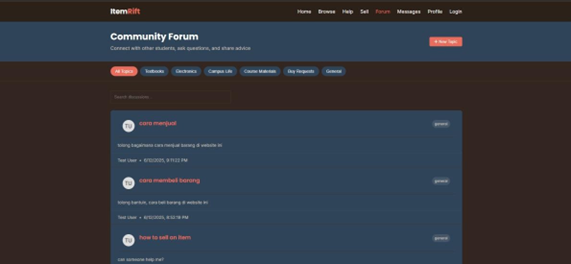 ItemRift
Home Browse Help Sell Forum Messages Profile Login
Community Forum
Connect with other students, ask questions, and share advice
+ New Topic
All Topics Textbooks Electronics Campus Life Course Materials Buy Requests General
Search discussions...
TU cara menjual general
tolong bagaimana cara menjual barang di website ini
Test User • 8/20/2025, 9:71:22 PM
TU cara membeli barang general
tolong bantuin, cara beli barang di website ini
Test User • 8/20/2025, 8:52:19 PM
TU how to sell an item general
can someone help me?